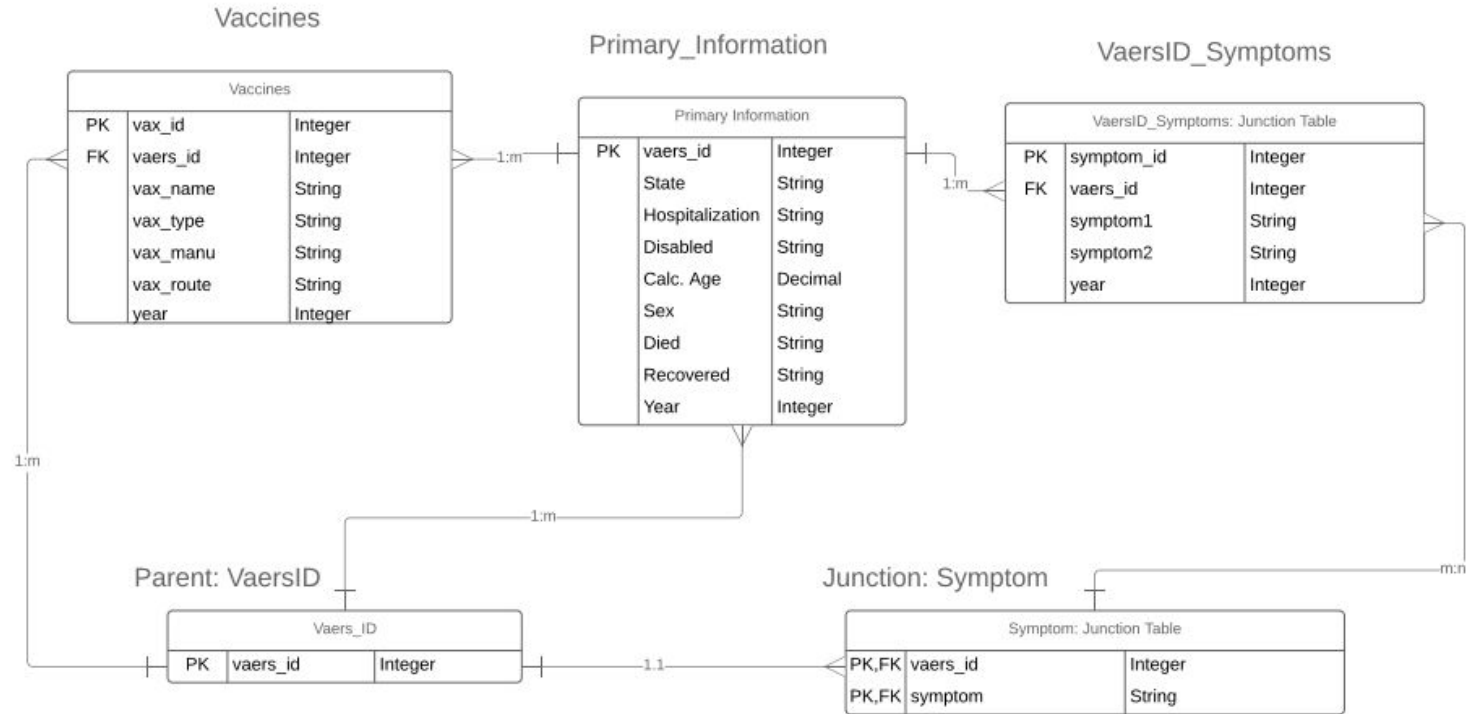 Vaccines
Primary_Information
VaersID_Symptoms
Vaccines
PK vax_id Integer
FK vaers_id Integer
vax_name String
vax_type String
vax_manu String
vax_route String
year Integer
1:m
Primary Information
PK vaers_id Integer
State String
Hospitalization String
Disabled String
Calc. Age Decimal
Sex String
Died String
Recovered String
Year Integer
1:m
VaersID_Symptoms: Junction Table
PK symptom_id Integer
FK vaers_id Integer
symptom1 String
symptom2 String
year Integer
1:m
1:m
m:n
Parent: VaersID
Vaers_ID
PK vaers_id Integer
1.1
Junction: Symptom
Symptom: Junction Table
PK,FK vaers_id Integer
PK,FK symptom String